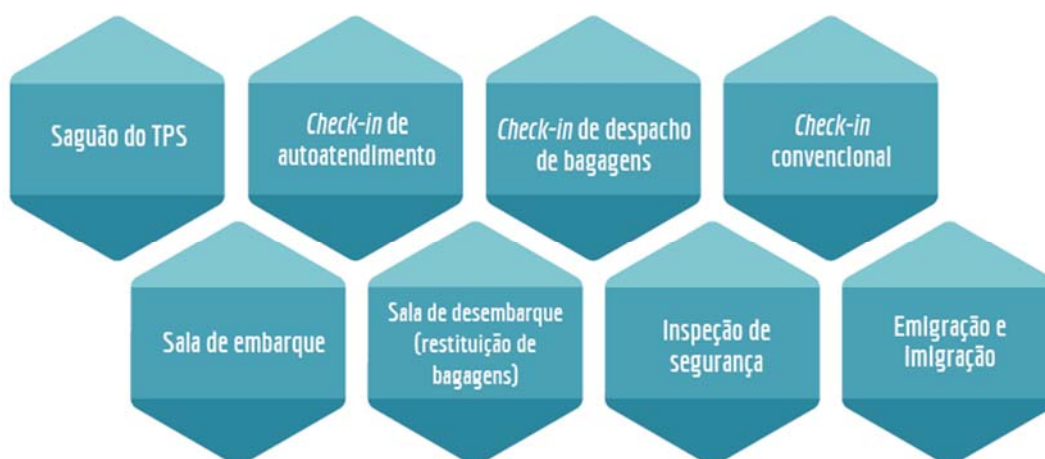 Saguão do TPS
Check-in de
autoatendimento
Check-in de despacho
de bagagens
Check-in
convencional
Sala de embarque
Sala de desembarque
(restituição de
bagagens)
Inspeção de
segurança
Emigração e
imigração